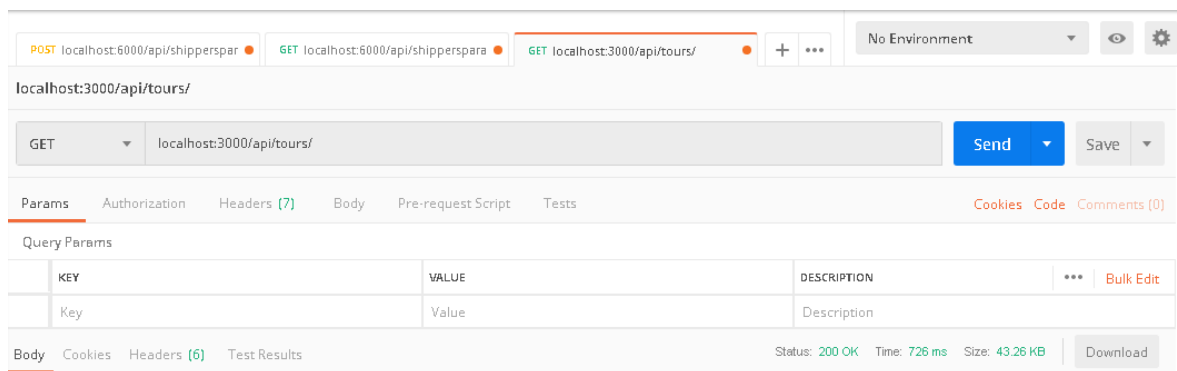 POST localhost:6000/api/shipperspar GET localhost:6000/api/shipperspara GET localhost:3000/api/tours/ + ••• No Environment
localhost:3000/api/tours/
GET localhost:3000/api/tours/ Send Save
Params Authorization Headers (7) Body Pre-request Script Tests Cookies Code Comments (0)
Query Params
KEY VALUE DESCRIPTION ••• Bulk Edit
Key Value Description
Body Cookies Headers (6) Test Results Status: 200 OK Time: 726 ms Size: 43.26 KB Download